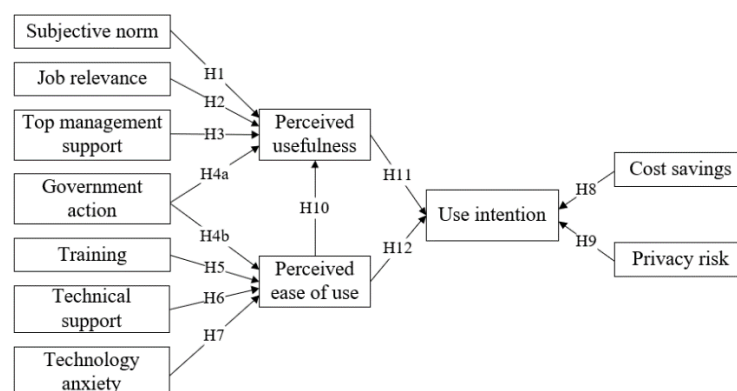 Subjective norm
H1
Job relevance
H2
Top management
support
H3
Perceived
usefulness
Government
action
H4a
H4b
H10
H11
Use intention
H12
Cost savings
H8
H9
Privacy risk
Training
H5
Perceived
ease of use
Technical
support
H6
H7
Technology
anxiety